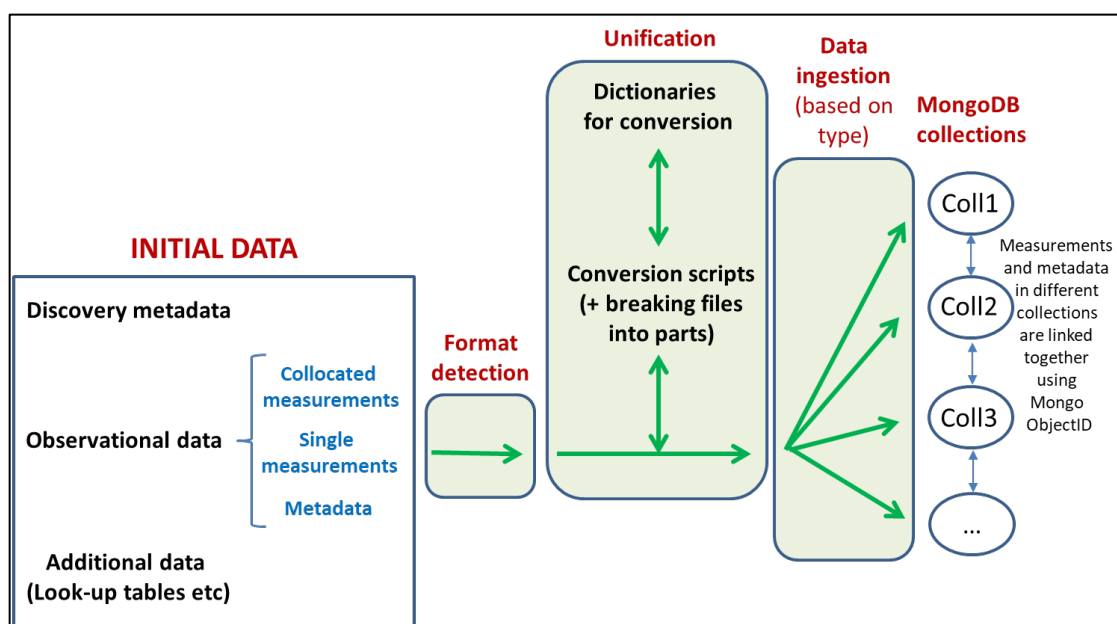 INITIAL DATA
Discovery metadata
Observational data
Collocated
measurements
Single
measurements
Metadata
Additional data
(Look-up tables etc)
Format
detection
Unification
Dictionaries
for conversion
Conversion scripts
(+ breaking files
into parts)
Data
ingestion
(based on
type)
MongoDB
collections
Coll1
Coll2
Coll3
...
Measurements
and metadata
in different
collections
are linked
together
using
Mongo
ObjectID